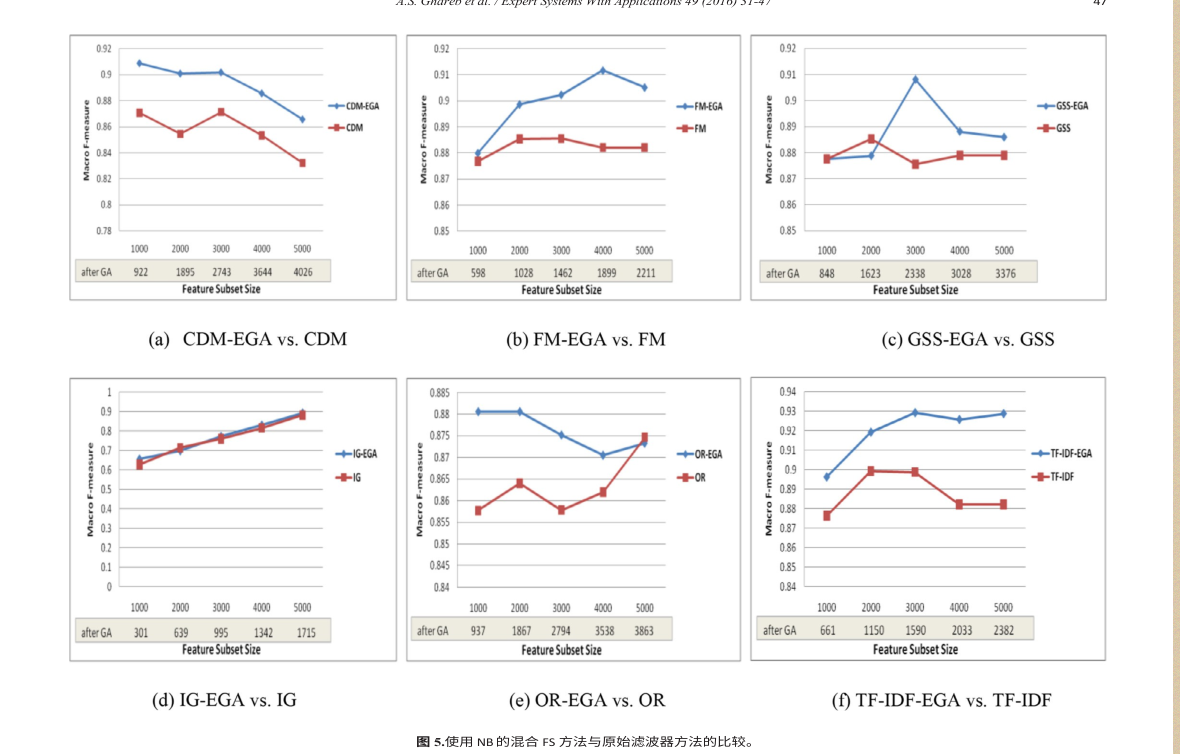 A.S. Ghareb et al. / Expert Systems With Applications 49 (2016) 31-47
47
0.92
0.9
0.88
0.86
0.84
0.82
0.8
0.78
Macro F-measure
CDM-EGA
CDM
1000 2000 3000 4000 5000
after GA 922 1895 2743 3644 4026
Feature Subset Size
0.92
0.91
0.9
0.89
0.88
0.87
0.86
0.85
Macro F-measure
FM-EGA
FM
1000 2000 3000 4000 5000
after GA 598 1028 1462 1899 2211
Feature Subset Size
0.92
0.91
0.9
0.89
0.88
0.87
0.86
0.85
Macro F-measure
GSS-EGA
GSS
1000 2000 3000 4000 5000
after GA 848 1623 2338 3028 3376
Feature Subset Size
(a) CDM-EGA vs. CDM
(b) FM-EGA vs. FM
(c) GSS-EGA vs. GSS
1
0.9
0.8
0.7
0.6
0.5
0.4
0.3
0.2
0.1
0
Macro F-measure
IG-EGA
IG
1000 2000 3000 4000 5000
after GA 301 639 995 1342 1715
Feature Subset Size
0.885
0.88
0.875
0.87
0.865
0.86
0.855
0.85
0.845
0.84
Macro F-measure
OR-EGA
OR
1000 2000 3000 4000 5000
after GA 937 1867 2794 3538 3863
Feature Subset Size
0.94
0.93
0.92
0.91
0.9
0.89
0.88
0.87
0.86
0.85
0.84
Macro F-measure
TF-IDF-EGA
TF-IDF
1000 2000 3000 4000 5000
after GA 661 1150 1590 2033 2382
Feature Subset Size
(d) IG-EGA vs. IG
(e) OR-EGA vs. OR
(f) TF-IDF-EGA vs. TF-IDF
图 5.使用 NB 的混合 FS 方法与原始滤波器方法的比较。